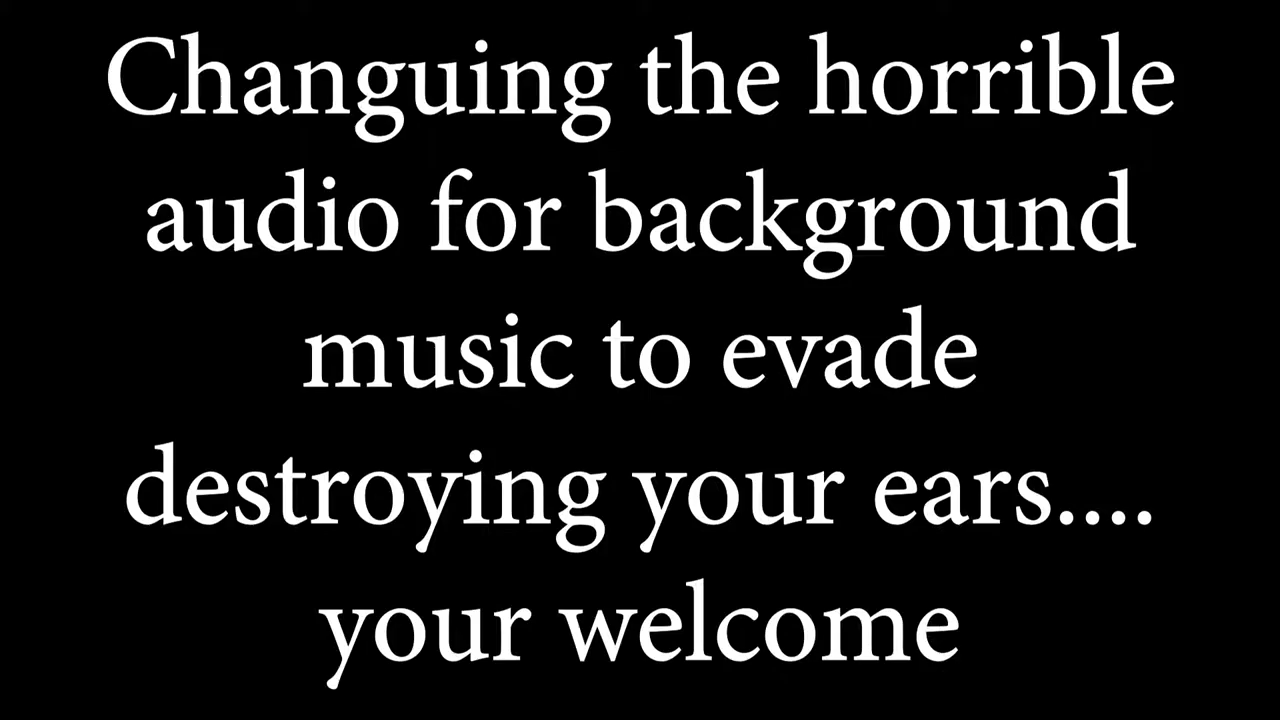 Changuing the horrible
audio for background
music to evade
destroying your ears....
your welcome